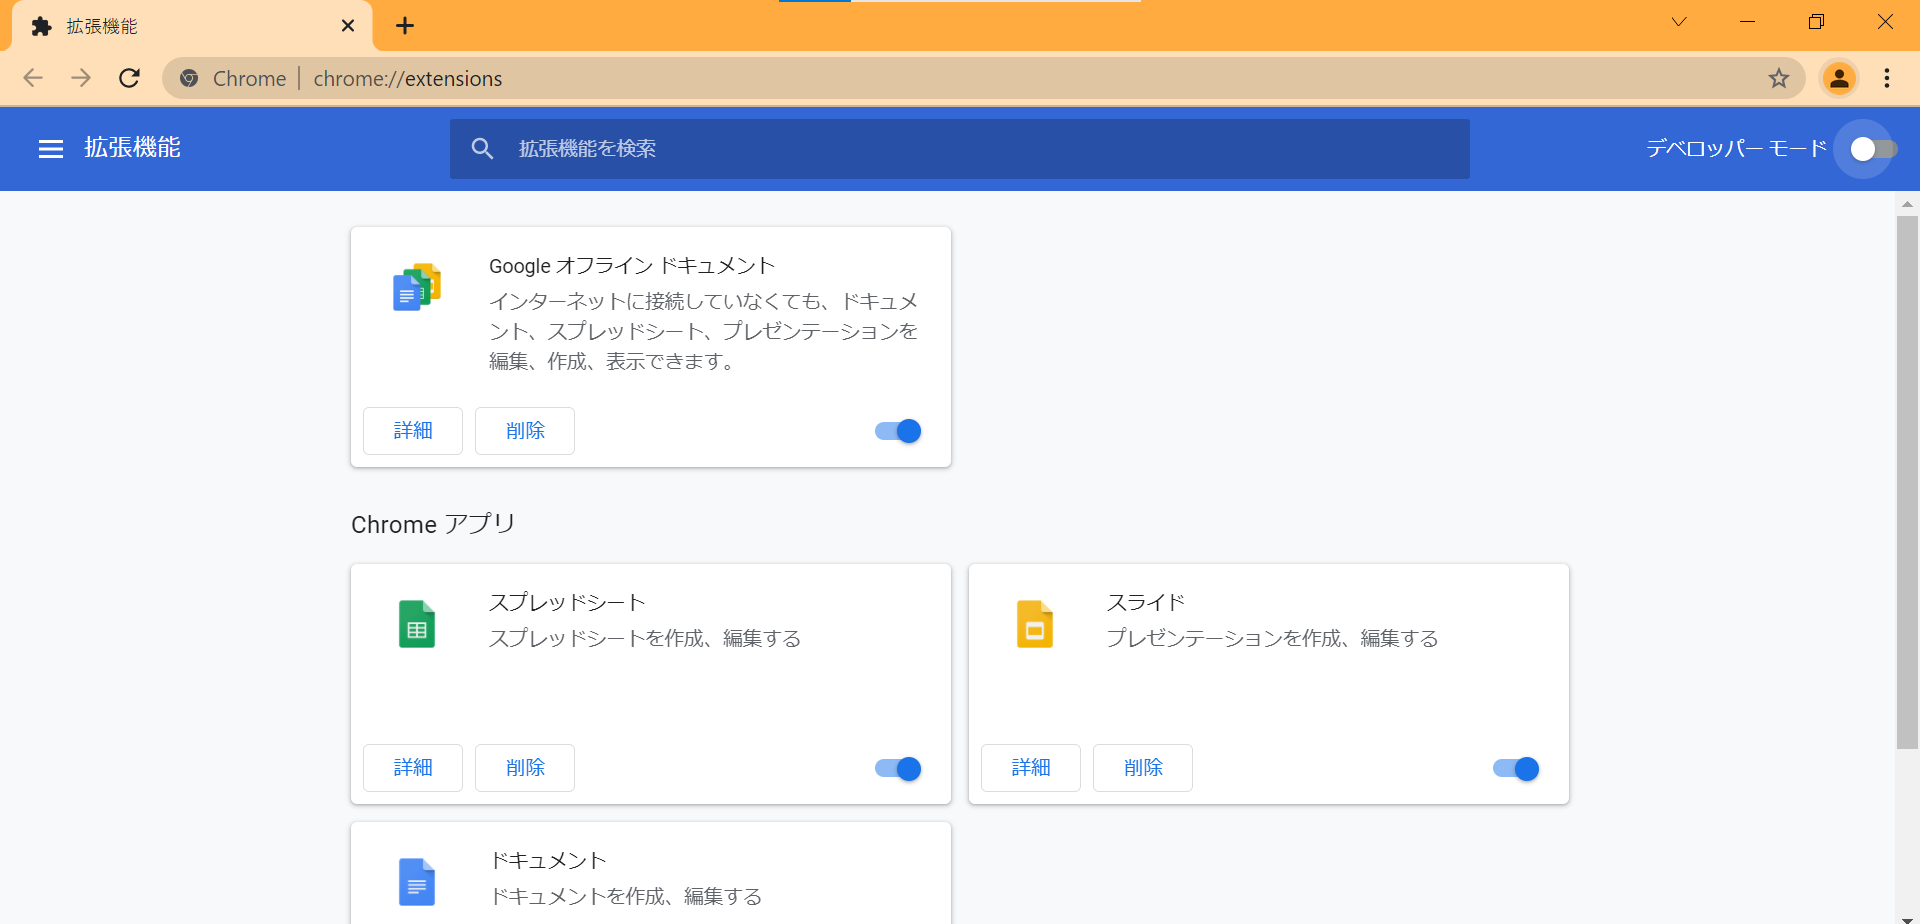 拡張機能
Chrome | chrome://extensions
拡張機能
拡張機能を検索
デベロッパー モード
Google オフライン ドキュメント
インターネットに接続していなくても、ドキュメ
ント、スプレッドシート、プレゼンテーションを
編集、作成、表示できます。
詳細
削除
Chrome アプリ
スプレッドシート
スプレッドシートを作成、編集する
詳細
削除
スライド
プレゼンテーションを作成、編集する
詳細
削除
ドキュメント
ドキュメントを作成、編集する